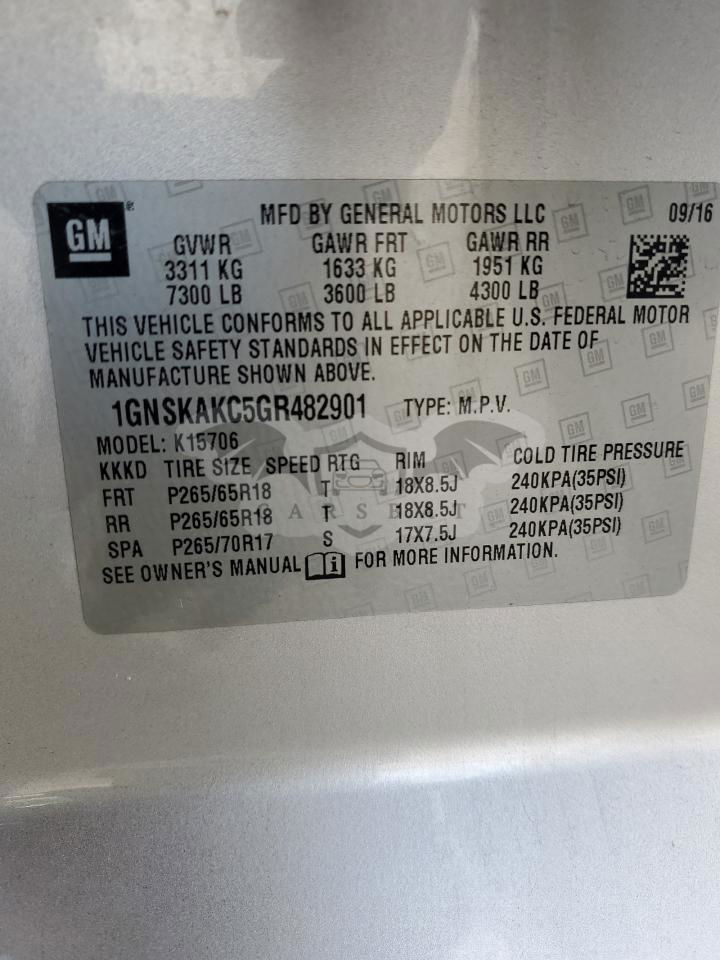 GM
MFD BY GENERAL MOTORS LLC 09/16
GVWR GAWR FRT GAWR RR
3311 KG 1633 KG 1951 KG
7300 LB 3600 LB 4300 LB
THIS VEHICLE CONFORMS TO ALL APPLICABLE U.S. FEDERAL MOTOR
VEHICLE SAFETY STANDARDS IN EFFECT ON THE DATE OF
MANUFACTURE SHOWN ABOVE.
1GNSKAKC5GR482901 TYPE: M.P.V.
MODEL: K15706
KKKD TIRE SIZE SPEED RTG RIM COLD TIRE PRESSURE
FRT P265/65R18 T 18X8.5J 240KPA(35PSI)
RR P265/65R18 T 18X8.5J 240KPA(35PSI)
SPA P265/70R17 S 17X7.5J 240KPA(35PSI)
SEE OWNER'S MANUAL i FOR MORE INFORMATION.